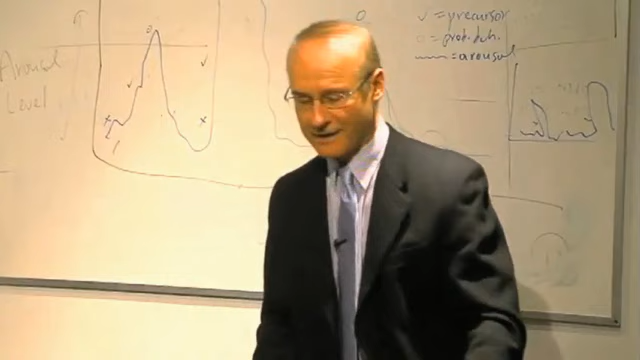 Arousal
Level
√ = precursor
o = prob. beh.
= arousal